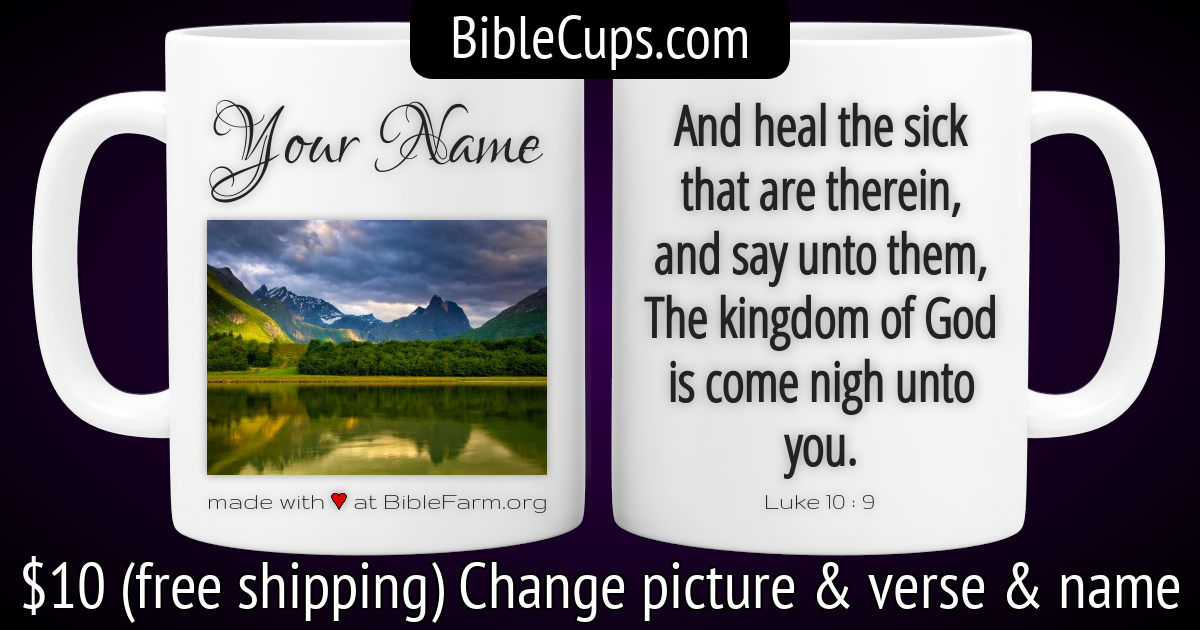 BibleCups.com
Your Name
made with ♥ at BibleFarm.org
And heal the sick
that are therein,
and say unto them,
The kingdom of God
is come nigh unto
you.
Luke 10 : 9
$10 (free shipping) Change picture & verse & name